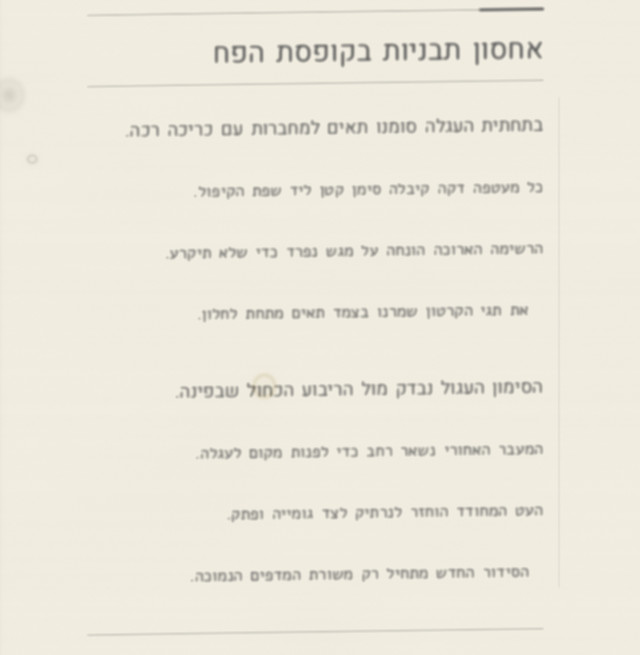 אחסון תבניות בקופסת הפח
בתחתית העגלה סומנו תאים למחברות עם כריכה רכה.
כל מעטפה דקה קיבלה סימן קטן ליד שפת הקיפול.
הרשימה הארוכה הונחה על מגש נפרד כדי שלא תיקרע.
את תגי הקרטון שמרנו בצמד תאים מתחת לחלון.
הסימון העגול נבדק מול הריבוע הכחול שבפינה.
המעבר האחורי נשאר רחב כדי לפנות מקום לעגלה.
העט המחודד הוחזר לנרתיק לצד גומייה ופתק.
הסידור החדש מתחיל רק משורת המדפים הנמוכה.